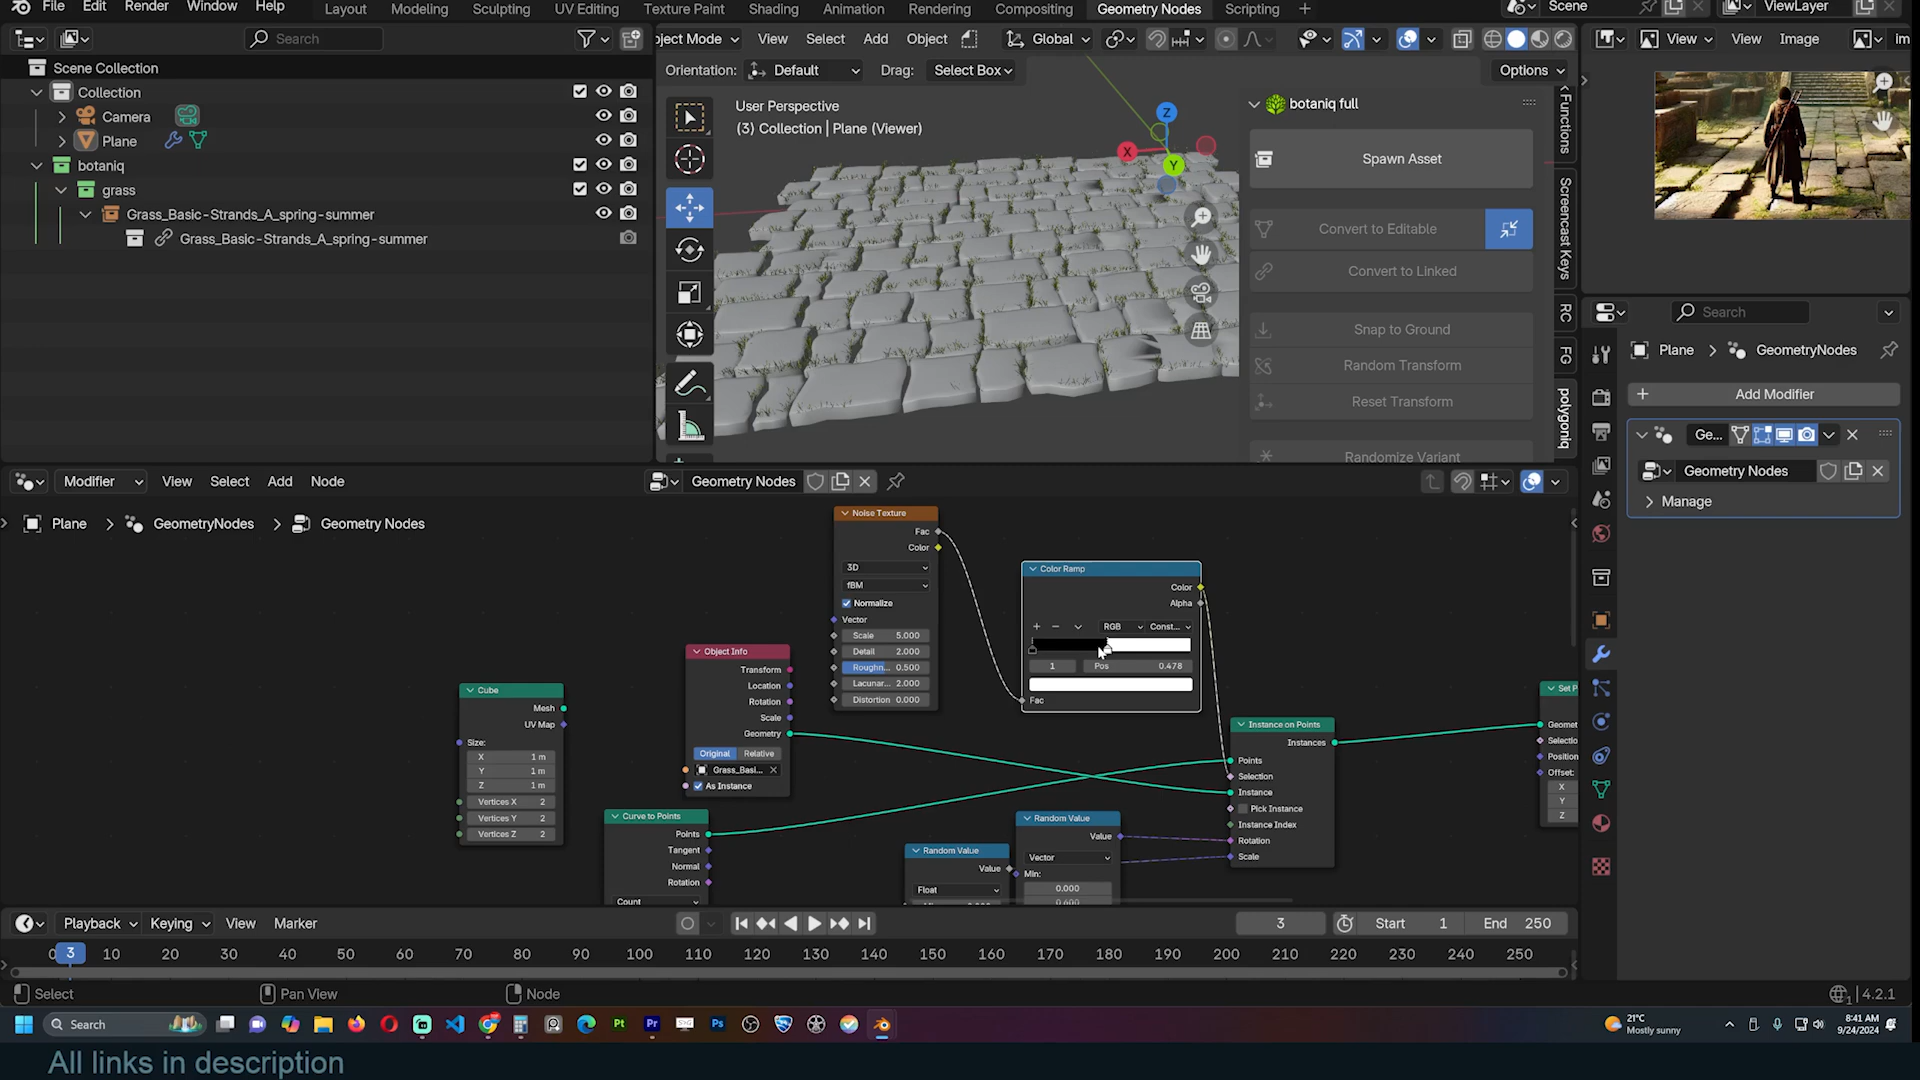 File Edit Render Window Help
Layout Modeling Sculpting UV Editing Texture Paint Shading Animation Rendering Compositing Geometry Nodes Scripting +
Scene ViewLayer
Search
Scene Collection
Collection
Camera
Plane
botaniq
grass
Grass_Basic-Strands_A_spring-summer
Grass_Basic-Strands_A_spring-summer
bject Mode View Select Add Object Global
Orientation: Default Drag: Select Box Options
User Perspective
(3) Collection | Plane (Viewer)
Z
X
Y
botaniq full
Spawn Asset
Convert to Editable
Convert to Linked
Snap to Ground
Random Transform
Reset Transform
Randomize Variant
Functions
Screencast Keys
RC
FG
polygoniq
View View Image Im
Search
Plane > GeometryNodes
+ Add Modifier
Ge...
Geometry Nodes
Manage
Modifier View Select Add Node
Geometry Nodes
Plane > GeometryNodes > Geometry Nodes
Noise Texture
Fac
Color
3D
fBM
Normalize
Vector
Scale 5.000
Detail 2.000
Roughn... 0.500
Lacunar... 2.000
Distortion 0.000
Color Ramp
Color
Alpha
+ − RGB Const...
1 Pos 0.478
Fac
Object Info
Transform
Location
Rotation
Scale
Geometry
Original Relative
Grass_Basi...
As Instance
Cube
Mesh
UV Map
Size:
X 1 m
Y 1 m
Z 1 m
Vertices X 2
Vertices Y 2
Vertices Z 2
Curve to Points
Points
Tangent
Normal
Rotation
Count
Random Value
Value
Float
Random Value
Value
Vector
Min:
0.000
0.600
Instance on Points
Instances
Points
Selection
Instance
Pick Instance
Instance Index
Rotation
Scale
Set P
Geomet
Selectio
Position
Offset:
X
Y
Z
Playback Keying View Marker
3 Start 1 End 250
0 3 10 20 30 40 50 60 70 80 90 100 110 120 130 140 150 160 170 180 190 200 210 220 230 240 250
Select Pan View Node
4.2.1
Search
Pt Pr Ps
21°C
Mostly sunny
8:41 AM
9/24/2024
All links in description